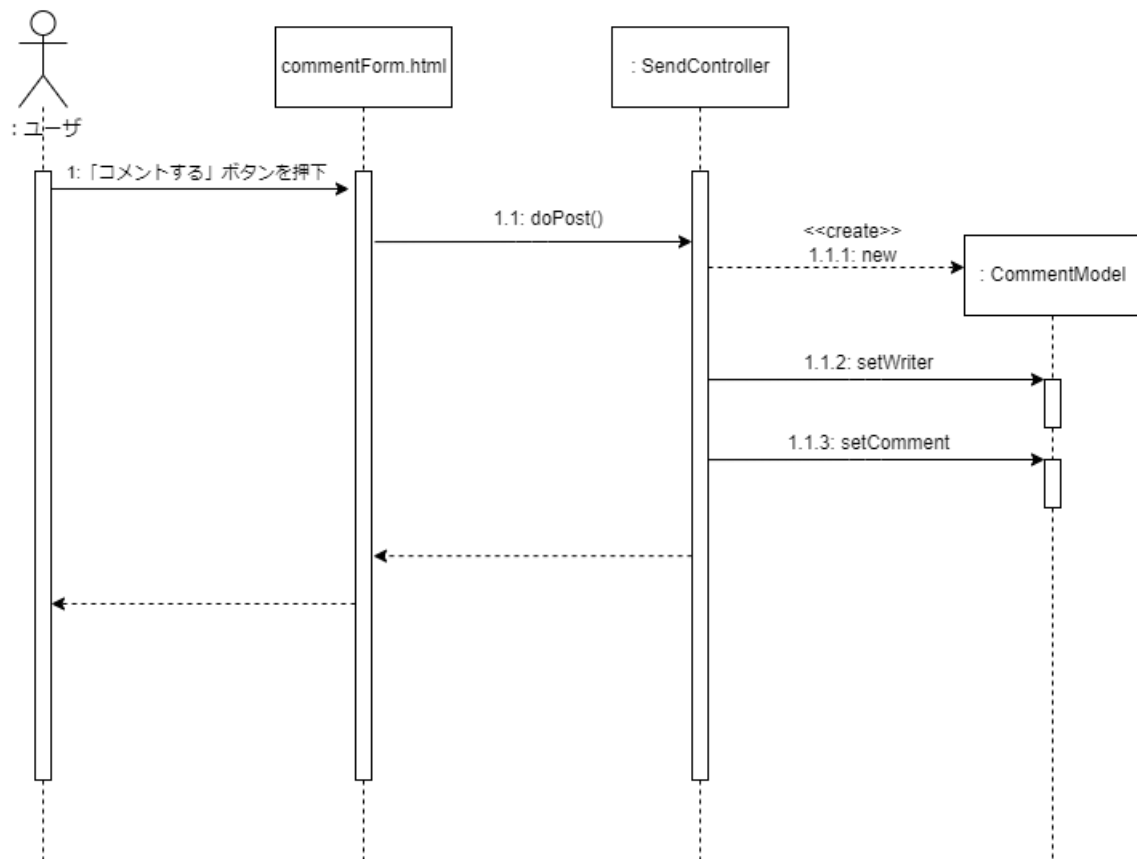 commentForm.html
: SendController
: ユーザ
1:「コメントする」ボタンを押下
1.1: doPost()
<<create>>
1.1.1: new
: CommentModel
1.1.2: setWriter
1.1.3: setComment